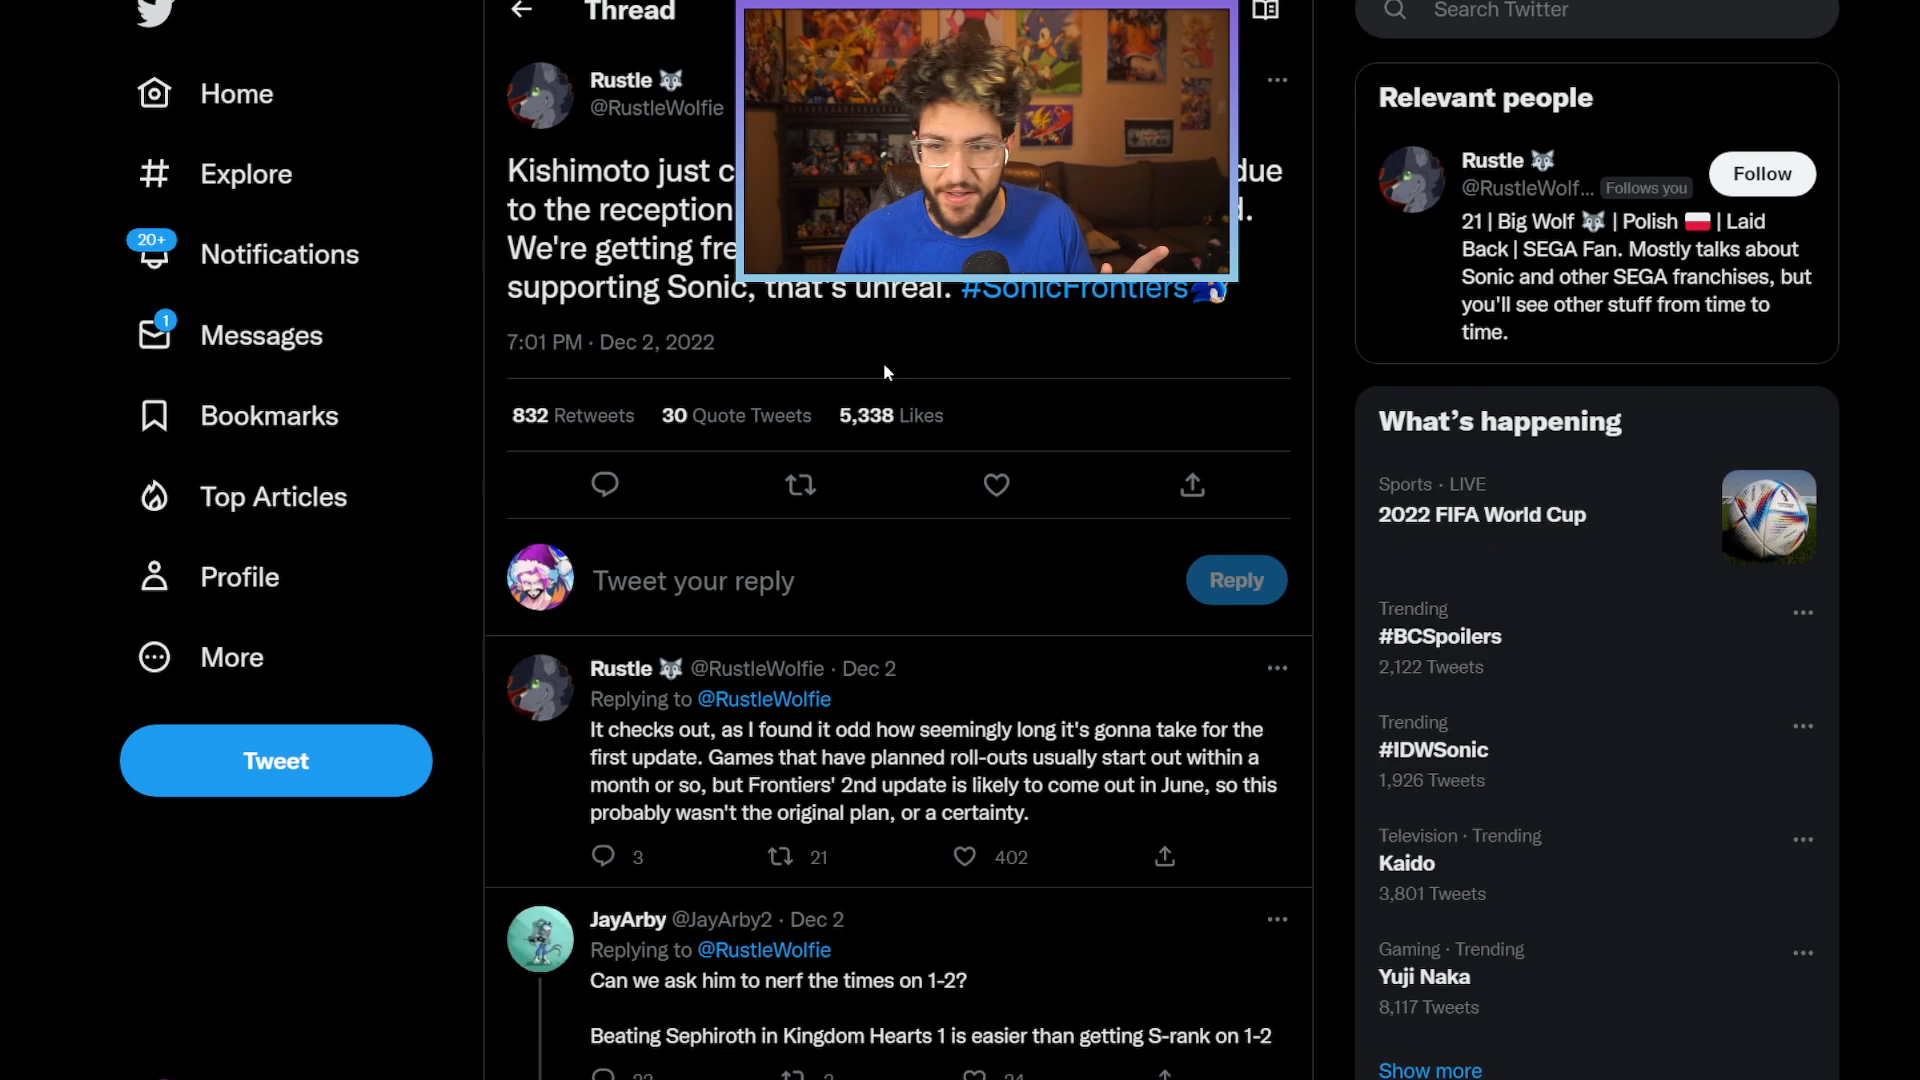 Thread
Search Twitter
Home
Explore
20+
Notifications
1
Messages
Bookmarks
Top Articles
Profile
More
Tweet
Rustle 🐺
@RustleWolfie
Kishimoto just c due
to the reception
We're getting fre
supporting Sonic, that's unreal. #SonicFrontiers
7:01 PM · Dec 2, 2022
832 Retweets 30 Quote Tweets 5,338 Likes
Tweet your reply
Reply
Rustle 🐺 @RustleWolfie · Dec 2
Replying to @RustleWolfie
It checks out, as I found it odd how seemingly long it's gonna take for the
first update. Games that have planned roll-outs usually start out within a
month or so, but Frontiers' 2nd update is likely to come out in June, so this
probably wasn't the original plan, or a certainty.
3 21 402
JayArby @JayArby2 · Dec 2
Replying to @RustleWolfie
Can we ask him to nerf the times on 1-2?
Beating Sephiroth in Kingdom Hearts 1 is easier than getting S-rank on 1-2
Relevant people
Rustle 🐺
@RustleWolf... Follows you
Follow
21 | Big Wolf 🐺 | Polish 🇵🇱 | Laid
Back | SEGA Fan. Mostly talks about
Sonic and other SEGA franchises, but
you'll see other stuff from time to
time.
What's happening
Sports · LIVE
2022 FIFA World Cup
Trending
#BCSpoilers
2,122 Tweets
Trending
#IDWSonic
1,926 Tweets
Television · Trending
Kaido
3,801 Tweets
Gaming · Trending
Yuji Naka
8,117 Tweets
Show more